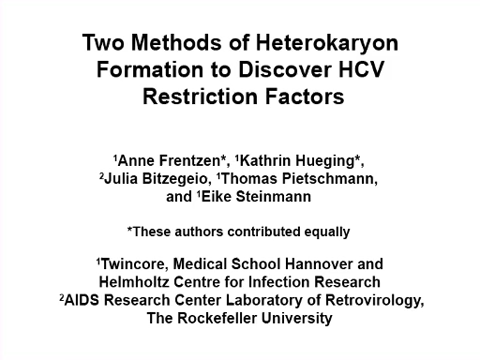 Two Methods of Heterokaryon
Formation to Discover HCV
Restriction Factors
¹Anne Frentzen*, ¹Kathrin Hueging*,
²Julia Bitzegeio, ¹Thomas Pietschmann,
and ¹Eike Steinmann
*These authors contributed equally
¹Twincore, Medical School Hannover and
Helmholtz Centre for Infection Research
²AIDS Research Center Laboratory of Retrovirology,
The Rockefeller University